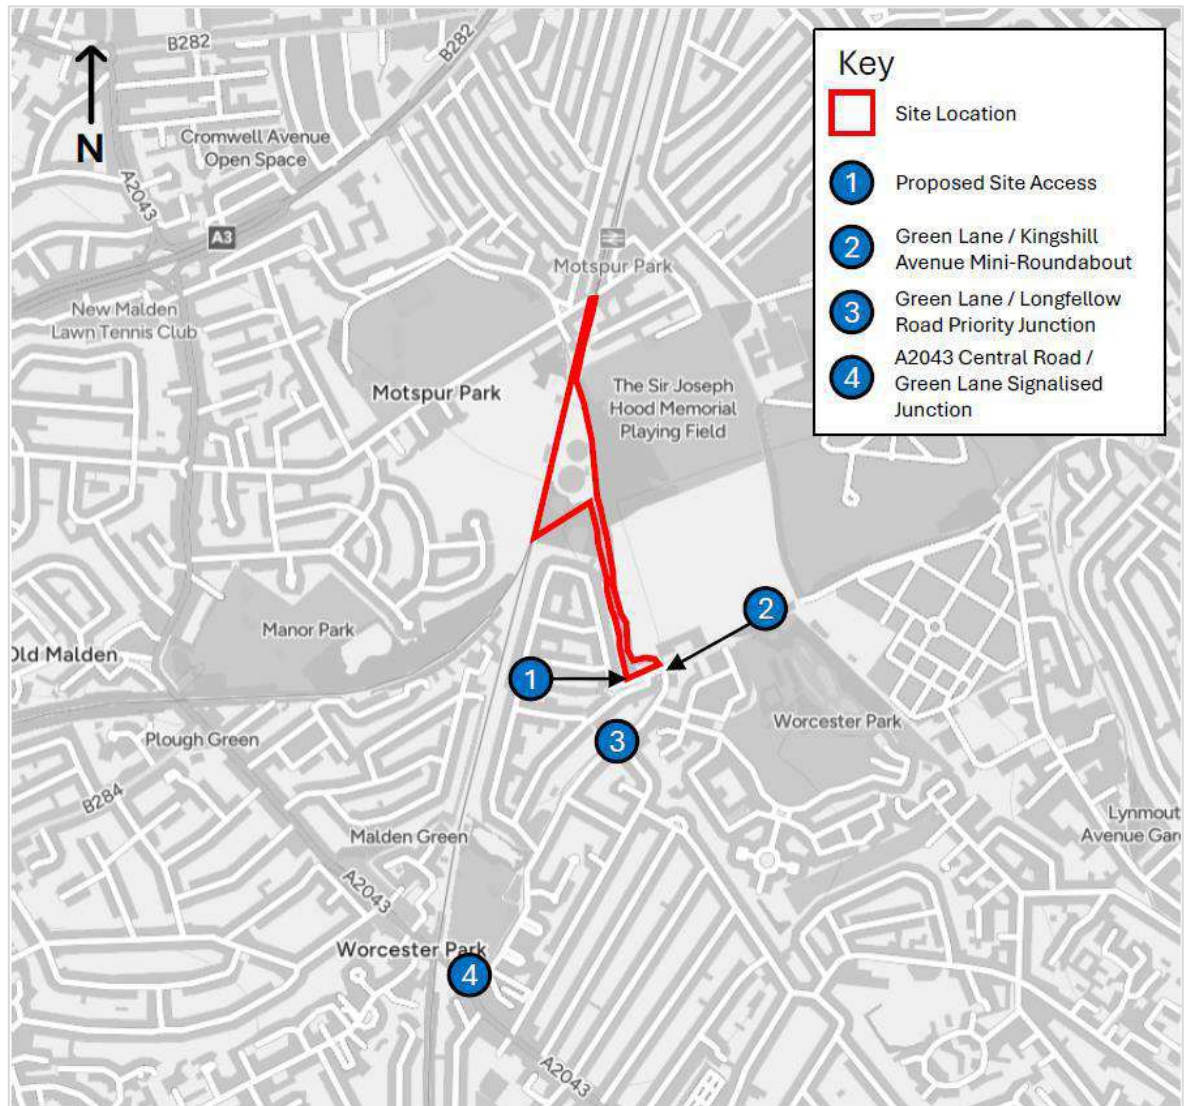 B282
B282
N
Cromwell Avenue
Open Space
A2043
A3
Motspur Park
New Malden
Lawn Tennis Club
Motspur Park
The Sir Joseph
Hood Memorial
Playing Field
Manor Park
Old Malden
Plough Green
B284
Malden Green
A2043
Worcester Park
Worcester Park
A2043
Lynmout
Avenue Gar
1
2
3
4
Key
Site Location
1
Proposed Site Access
2
Green Lane / Kingshill
Avenue Mini-Roundabout
3
Green Lane / Longfellow
Road Priority Junction
4
A2043 Central Road /
Green Lane Signalised
Junction